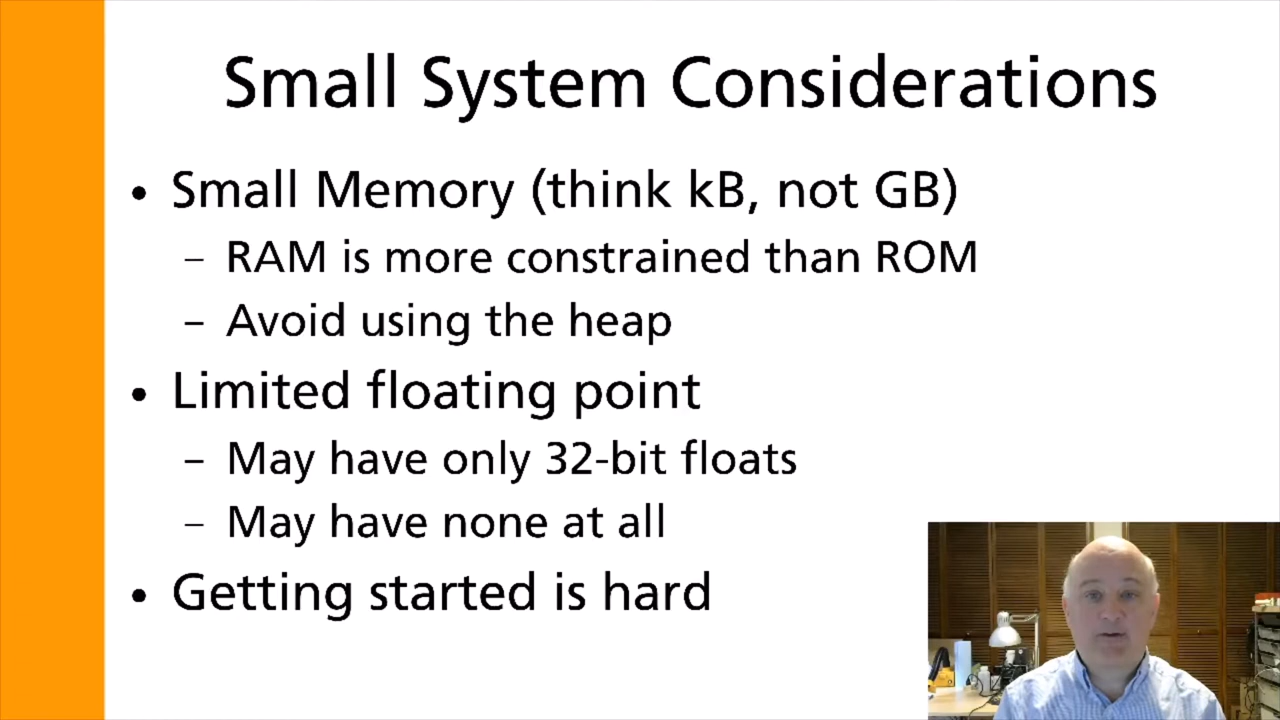 Small System Considerations
• Small Memory (think kB, not GB)
– RAM is more constrained than ROM
– Avoid using the heap
• Limited floating point
– May have only 32-bit floats
– May have none at all
• Getting started is hard